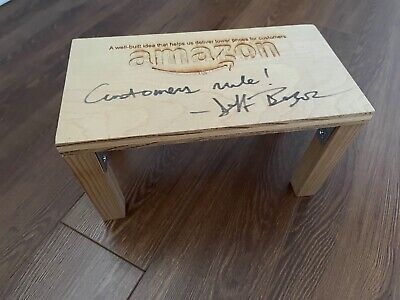 A well-built idea that helps us deliver lower prices for customers
amazon
Customers rule!
- Jeff Bezos